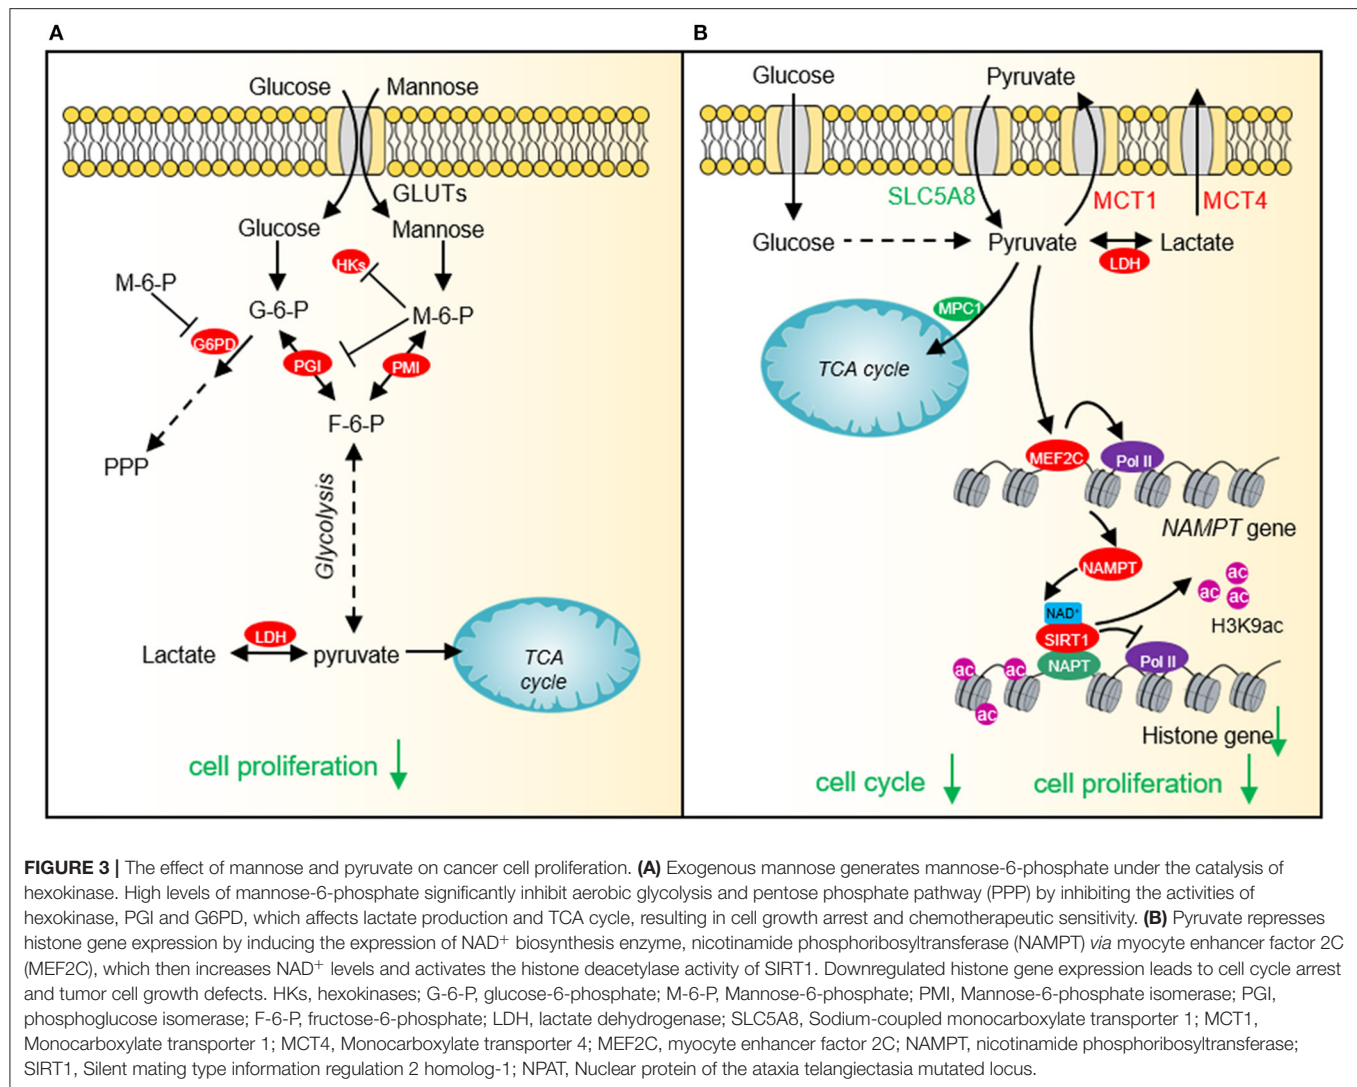 A
B
Glucose
Mannose
GLUTs
Glucose
Mannose
HKs
M-6-P
G-6-P
M-6-P
G6PD
PGI
PMI
F-6-P
PPP
Glycolysis
LDH
Lactate
pyruvate
TCA
cycle
cell proliferation
Glucose
Pyruvate
SLC5A8
MCT1
MCT4
Glucose
Pyruvate
Lactate
LDH
MPC1
TCA cycle
MEF2C
Pol II
NAMPT gene
NAMPT
ac
ac
ac
NAD⁺
H3K9ac
SIRT1
NAPT
Pol II
ac
ac
ac
Histone gene
cell cycle
cell proliferation
FIGURE 3 | The effect of mannose and pyruvate on cancer cell proliferation. (A) Exogenous mannose generates mannose-6-phosphate under the catalysis of
hexokinase. High levels of mannose-6-phosphate significantly inhibit aerobic glycolysis and pentose phosphate pathway (PPP) by inhibiting the activities of
hexokinase, PGI and G6PD, which affects lactate production and TCA cycle, resulting in cell growth arrest and chemotherapeutic sensitivity. (B) Pyruvate represses
histone gene expression by inducing the expression of NAD⁺ biosynthesis enzyme, nicotinamide phosphoribosyltransferase (NAMPT) via myocyte enhancer factor 2C
(MEF2C), which then increases NAD⁺ levels and activates the histone deacetylase activity of SIRT1. Downregulated histone gene expression leads to cell cycle arrest
and tumor cell growth defects. HKs, hexokinases; G-6-P, glucose-6-phosphate; M-6-P, Mannose-6-phosphate; PMI, Mannose-6-phosphate isomerase; PGI,
phosphoglucose isomerase; F-6-P, fructose-6-phosphate; LDH, lactate dehydrogenase; SLC5A8, Sodium-coupled monocarboxylate transporter 1; MCT1,
Monocarboxylate transporter 1; MCT4, Monocarboxylate transporter 4; MEF2C, myocyte enhancer factor 2C; NAMPT, nicotinamide phosphoribosyltransferase;
SIRT1, Silent mating type information regulation 2 homolog-1; NPAT, Nuclear protein of the ataxia telangiectasia mutated locus.